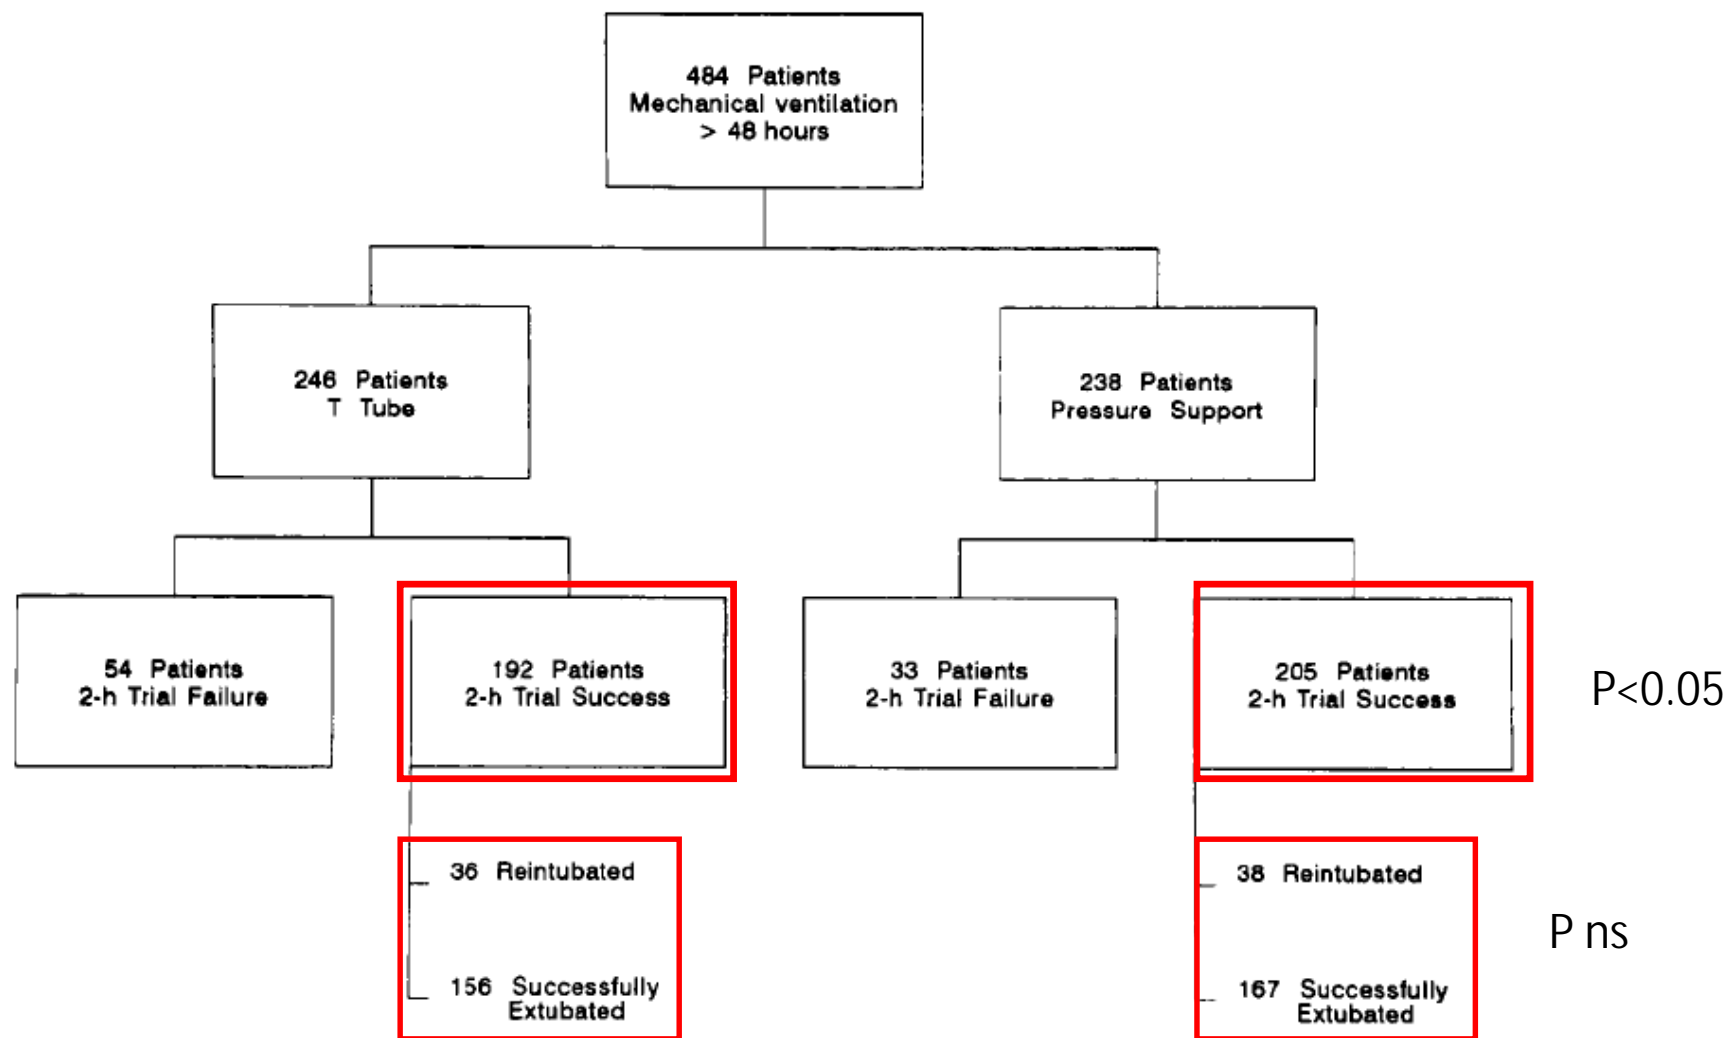 484 Patients
Mechanical ventilation
> 48 hours
246 Patients
T Tube
238 Patients
Pressure Support
54 Patients
2-h Trial Failure
192 Patients
2-h Trial Success
33 Patients
2-h Trial Failure
205 Patients
2-h Trial Success
P<0.05
36 Reintubated
38 Reintubated
P ns
156 Successfully
Extubated
167 Successfully
Extubated